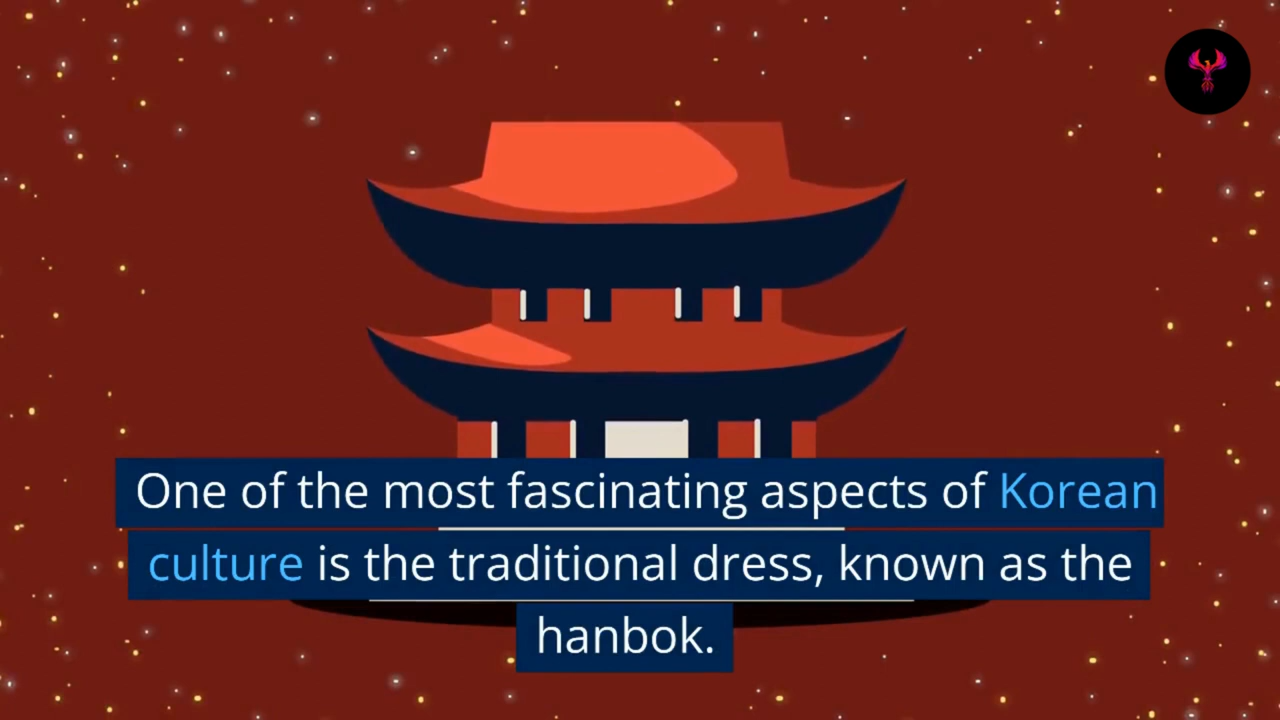 One of the most fascinating aspects of Korean
culture is the traditional dress, known as the
hanbok.